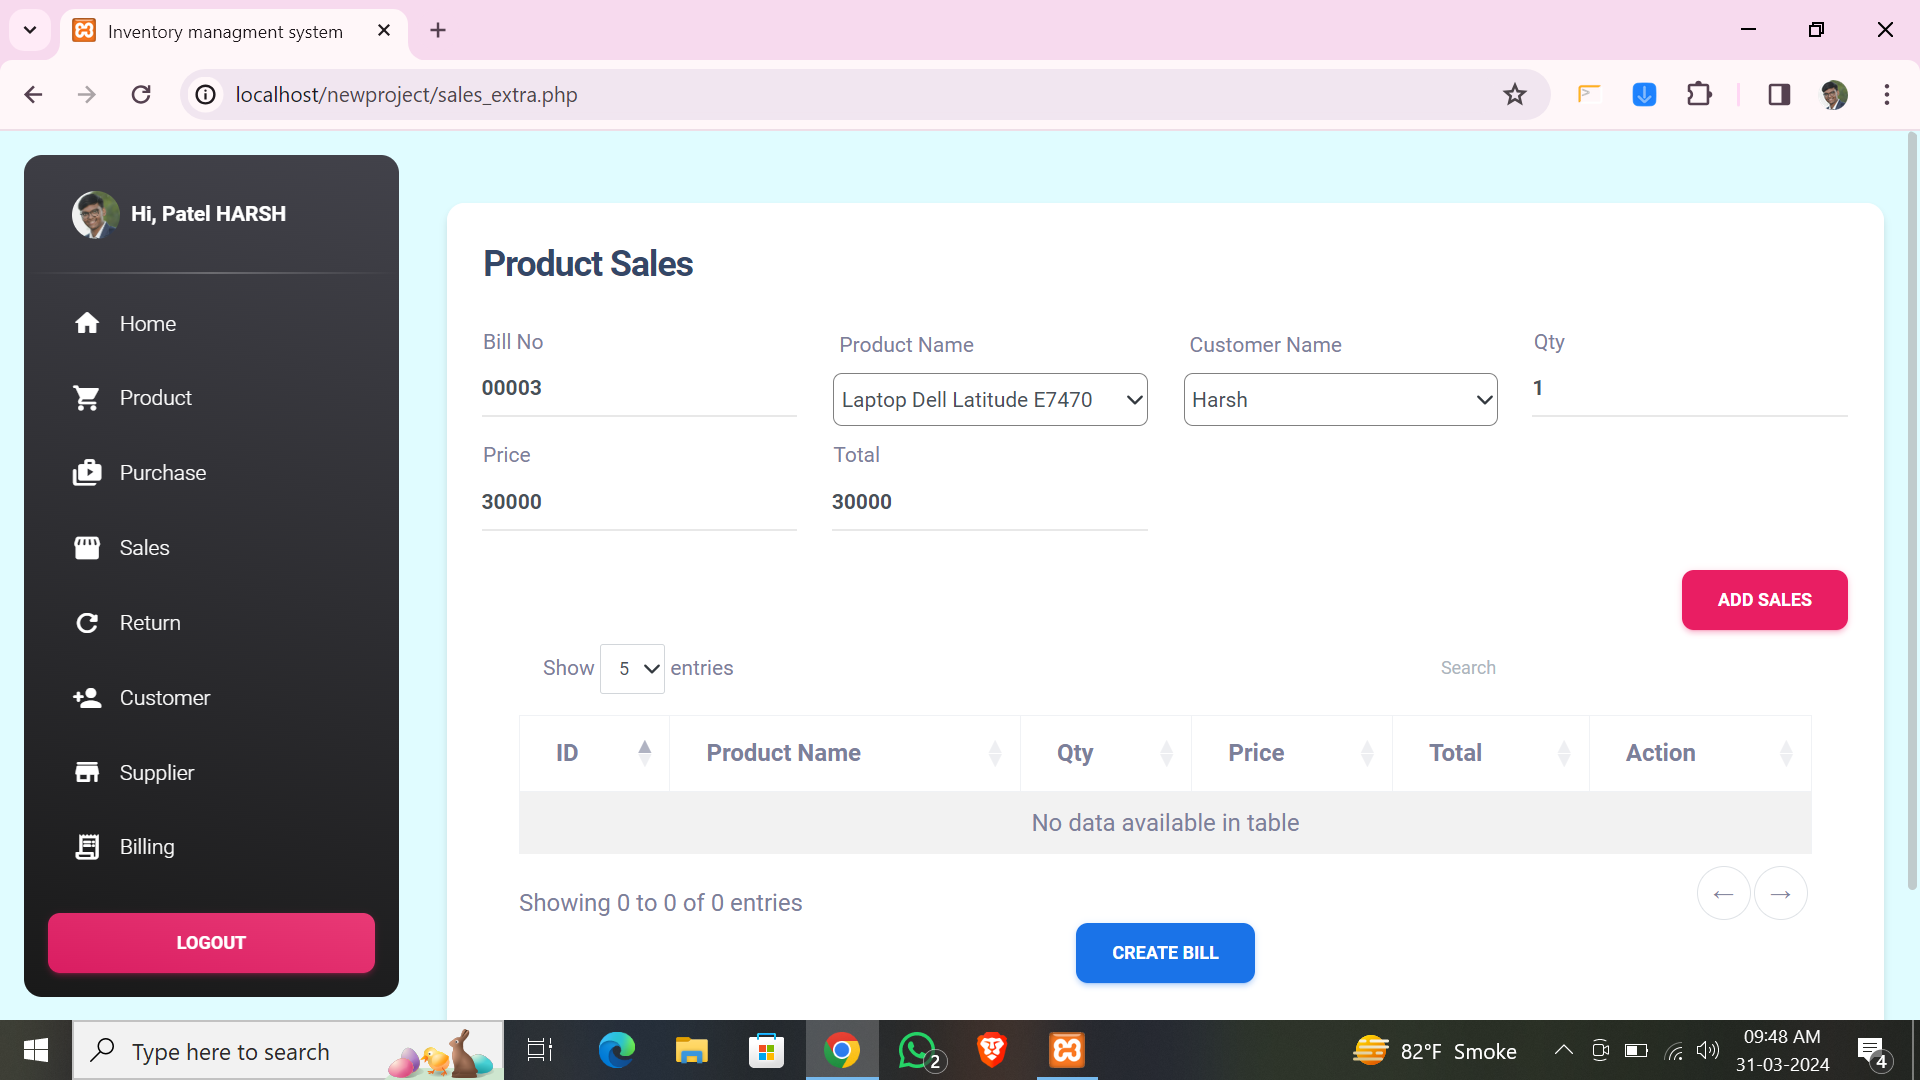 Inventory managment system
localhost/newproject/sales_extra.php
Hi, Patel HARSH
Home
Product
Purchase
Sales
Return
Customer
Supplier
Billing
LOGOUT
Product Sales
Bill No
Product Name
Customer Name
Qty
00003
Laptop Dell Latitude E7470
Harsh
1
Price
Total
30000
30000
ADD SALES
Show 5 entries
Search
ID Product Name Qty Price Total Action
No data available in table
Showing 0 to 0 of 0 entries
← →
CREATE BILL
Type here to search
2
82°F Smoke
09:48 AM
31-03-2024
4